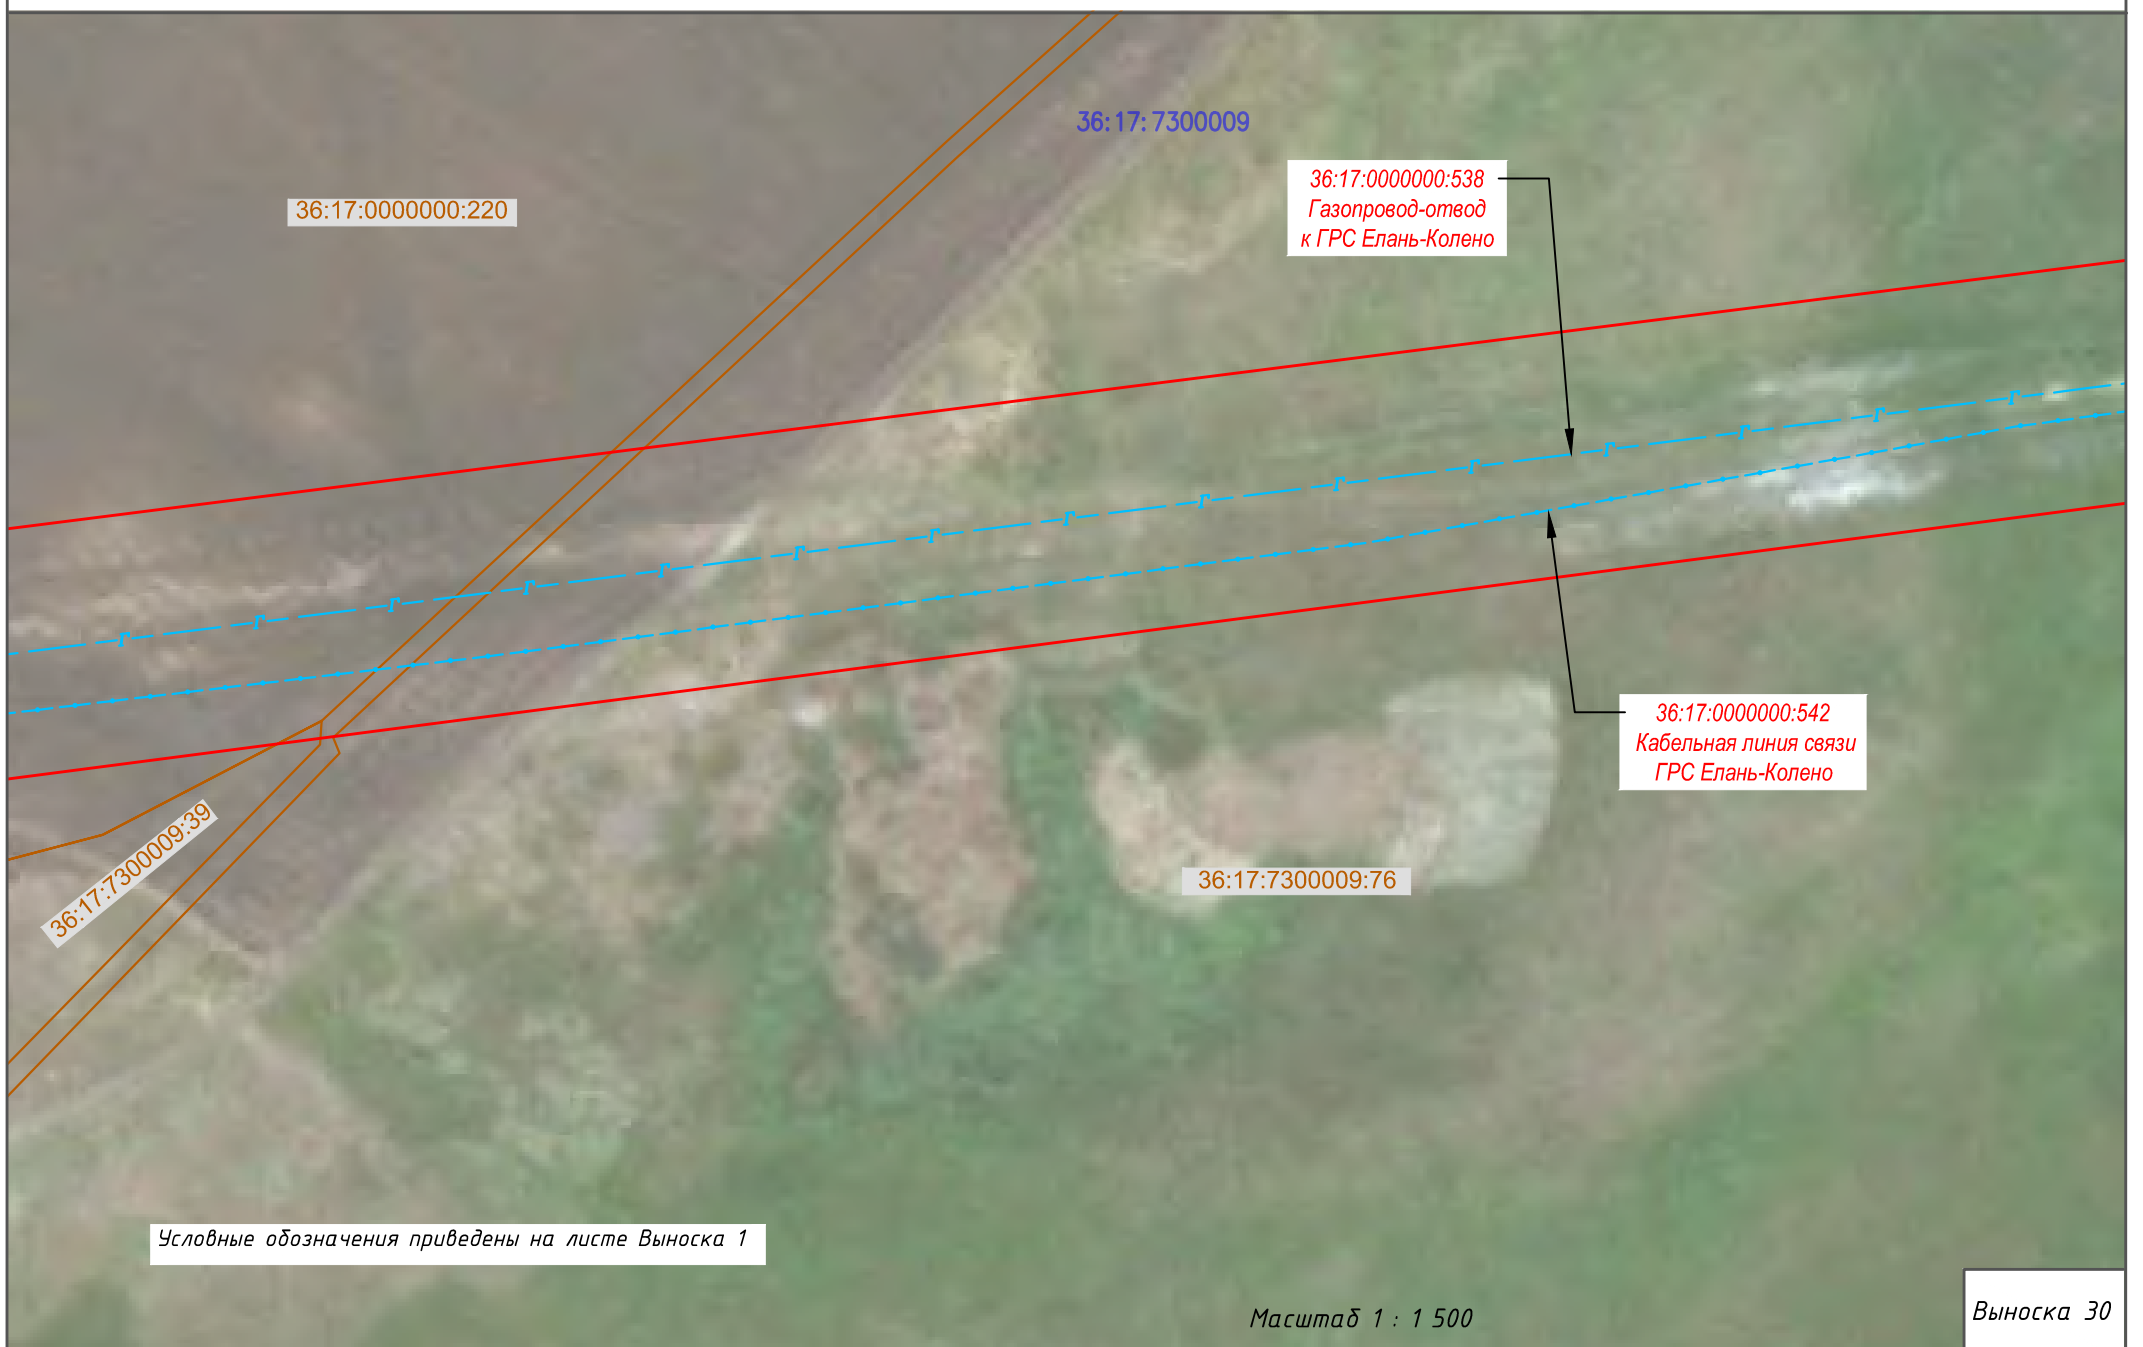 36:17:7300009
36:17:0000000:538
Газопровод-отвод
к ГРС Елань-Колено
36:17:0000000:220
36:17:0000000:542
Кабельная линия связи
ГРС Елань-Колено
36:17:7300009:39
36:17:7300009:76
Условные обозначения приведены на листе Выноска 1
Масштаб 1 : 1 500
Выноска 30